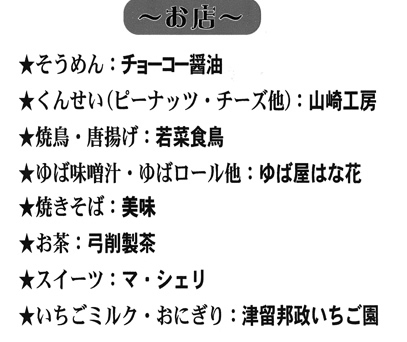 ～お店～
★そうめん：チョーコー醤油
★くんせい（ピーナッツ・チーズ他）：山崎工房
★焼鳥・唐揚げ：若菜食鳥
★ゆば味噌汁・ゆばロール他：ゆば屋はな花
★焼きそば：美味
★お茶：弓削製茶
★スイーツ：マ・シェリ
★いちごミルク・おにぎり：津留邦政いちご園